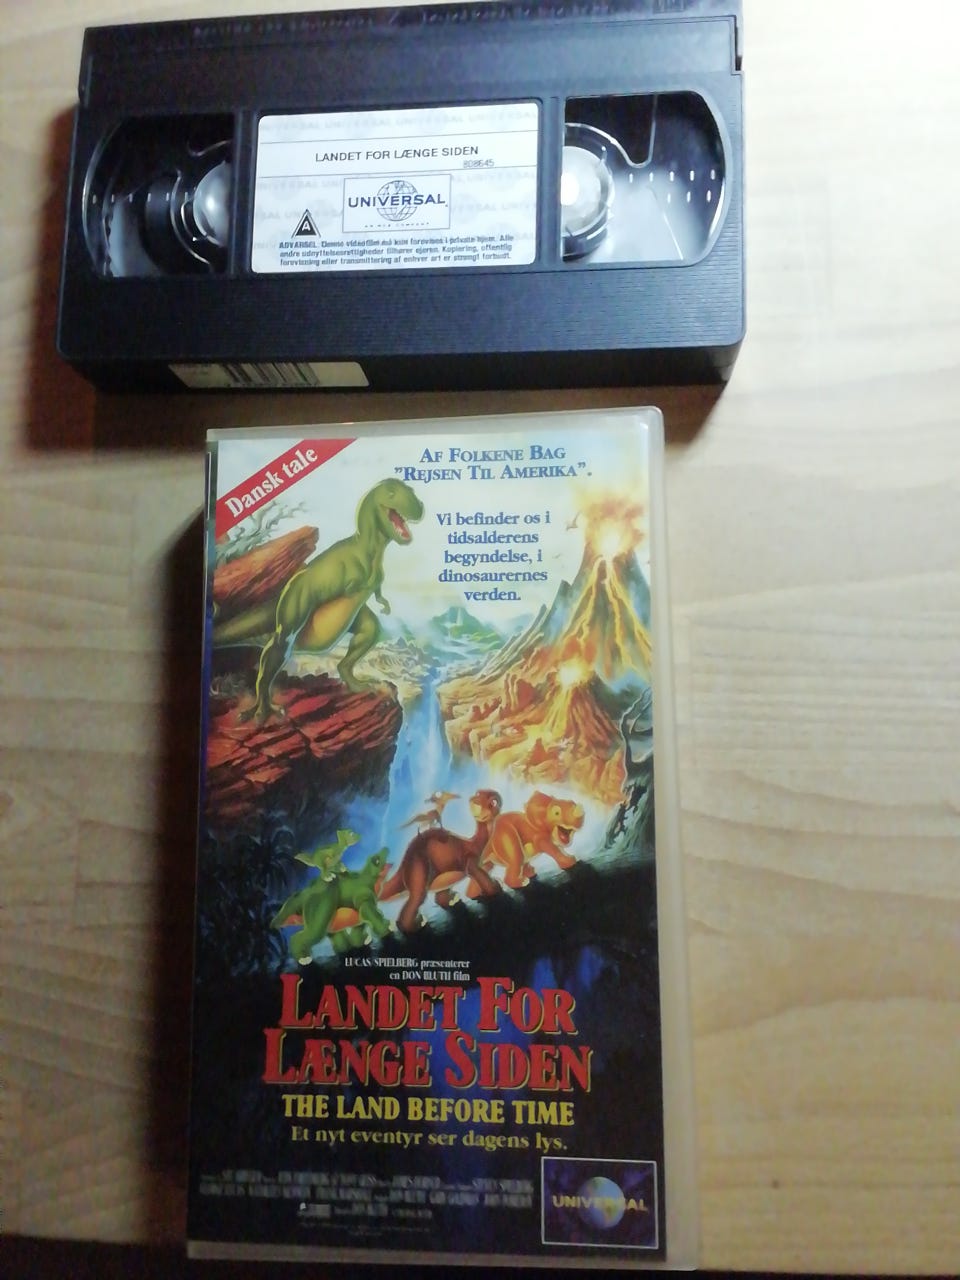 LANDET FOR LÆNGE SIDEN
808645
UNIVERSAL
A
ADVARSEL: Denne videofilm må kun forevises i private hjem. Alle
andre udnyttelsesrettigheder tilhører ejeren. Kopiering, offentlig
forevisning eller transmittering af enhver art er strengt forbudt.
Dansk tale
AF FOLKENE BAG
"REJSEN TIL AMERIKA".
Vi befinder os i
tidsalderens
begyndelse, i
dinosaurernes
verden.
LUCAS/SPIELBERG præsenterer
en DON BLUTH film
LANDET FOR
LÆNGE SIDEN
THE LAND BEFORE TIME
Et nyt eventyr ser dagens lys.
UNIVERSAL